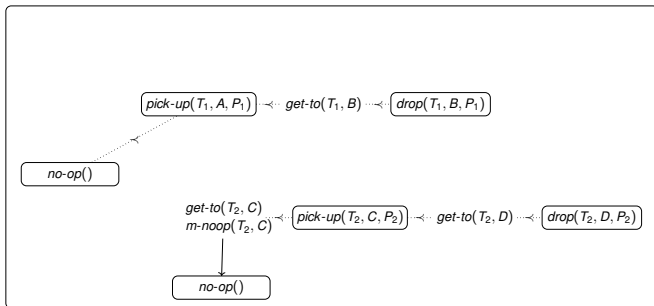 pick-up(T₁, A, P₁) ≺ get-to(T₁, B) ≺ drop(T₁, B, P₁)
≺
no-op()
get-to(T₂, C)
m-noop(T₂, C) ≺ pick-up(T₂, C, P₂) ≺ get-to(T₂, D) ≺ drop(T₂, D, P₂)
no-op()